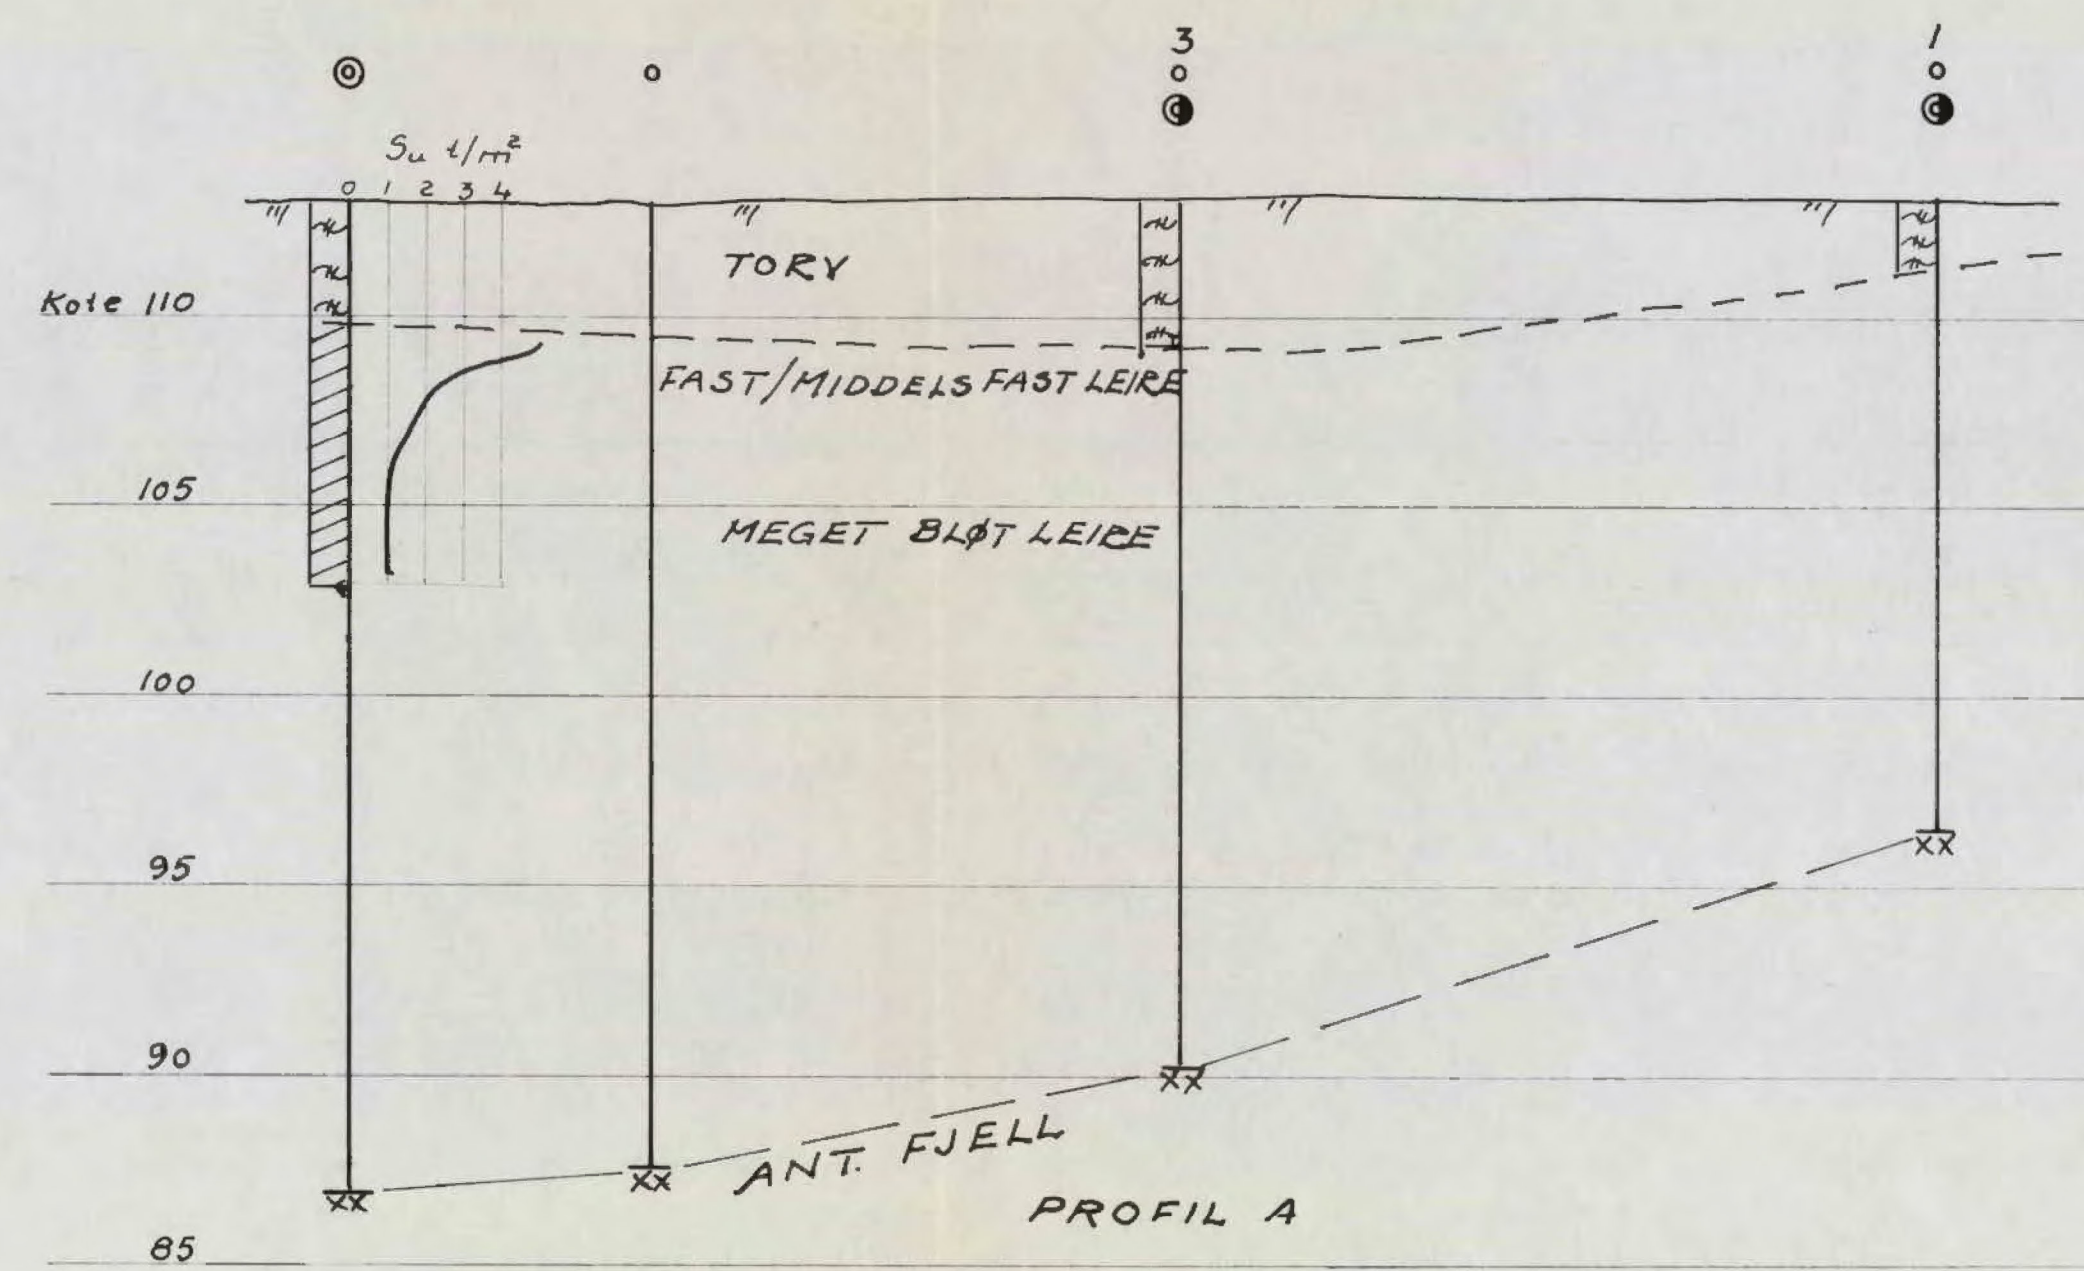 3
1
Su t/m²
0 1 2 3 4
TORV
Kote 110
FAST/MIDDELS FAST LEIRE
105
MEGET BLØT LEIRE
100
95
90
ANT. FJELL
PROFIL A
85